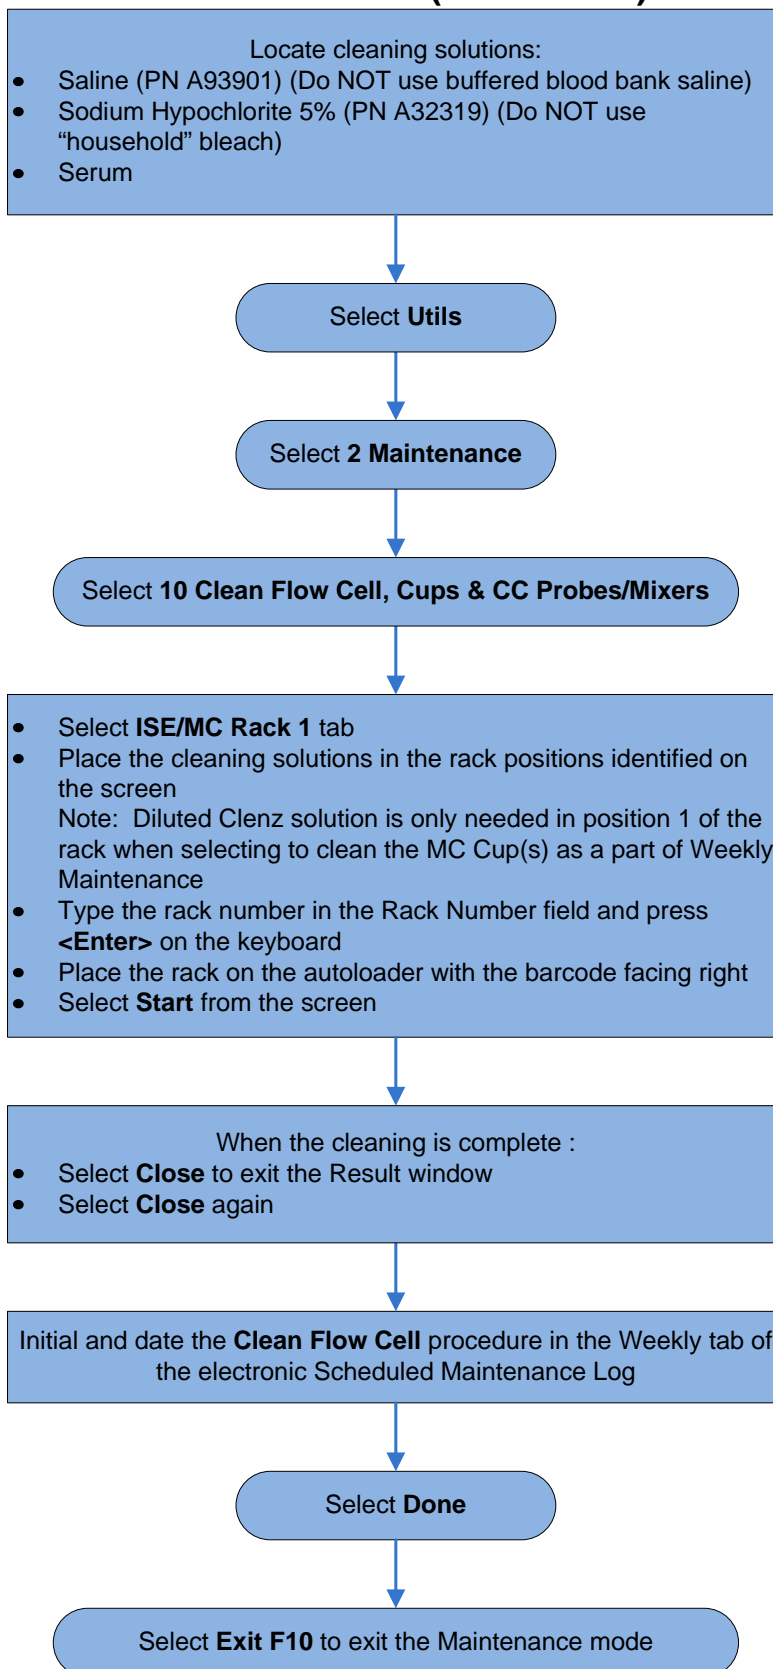 Locate cleaning solutions:
• Saline (PN A93901) (Do NOT use buffered blood bank saline)
• Sodium Hypochlorite 5% (PN A32319) (Do NOT use
“household” bleach)
• Serum
Select Utils
Select 2 Maintenance
Select 10 Clean Flow Cell, Cups & CC Probes/Mixers
• Select ISE/MC Rack 1 tab
• Place the cleaning solutions in the rack positions identified on
the screen
Note: Diluted Clenz solution is only needed in position 1 of the
rack when selecting to clean the MC Cup(s) as a part of Weekly
Maintenance
• Type the rack number in the Rack Number field and press
<Enter> on the keyboard
• Place the rack on the autoloader with the barcode facing right
• Select Start from the screen
When the cleaning is complete :
• Select Close to exit the Result window
• Select Close again
Initial and date the Clean Flow Cell procedure in the Weekly tab of
the electronic Scheduled Maintenance Log
Select Done
Select Exit F10 to exit the Maintenance mode